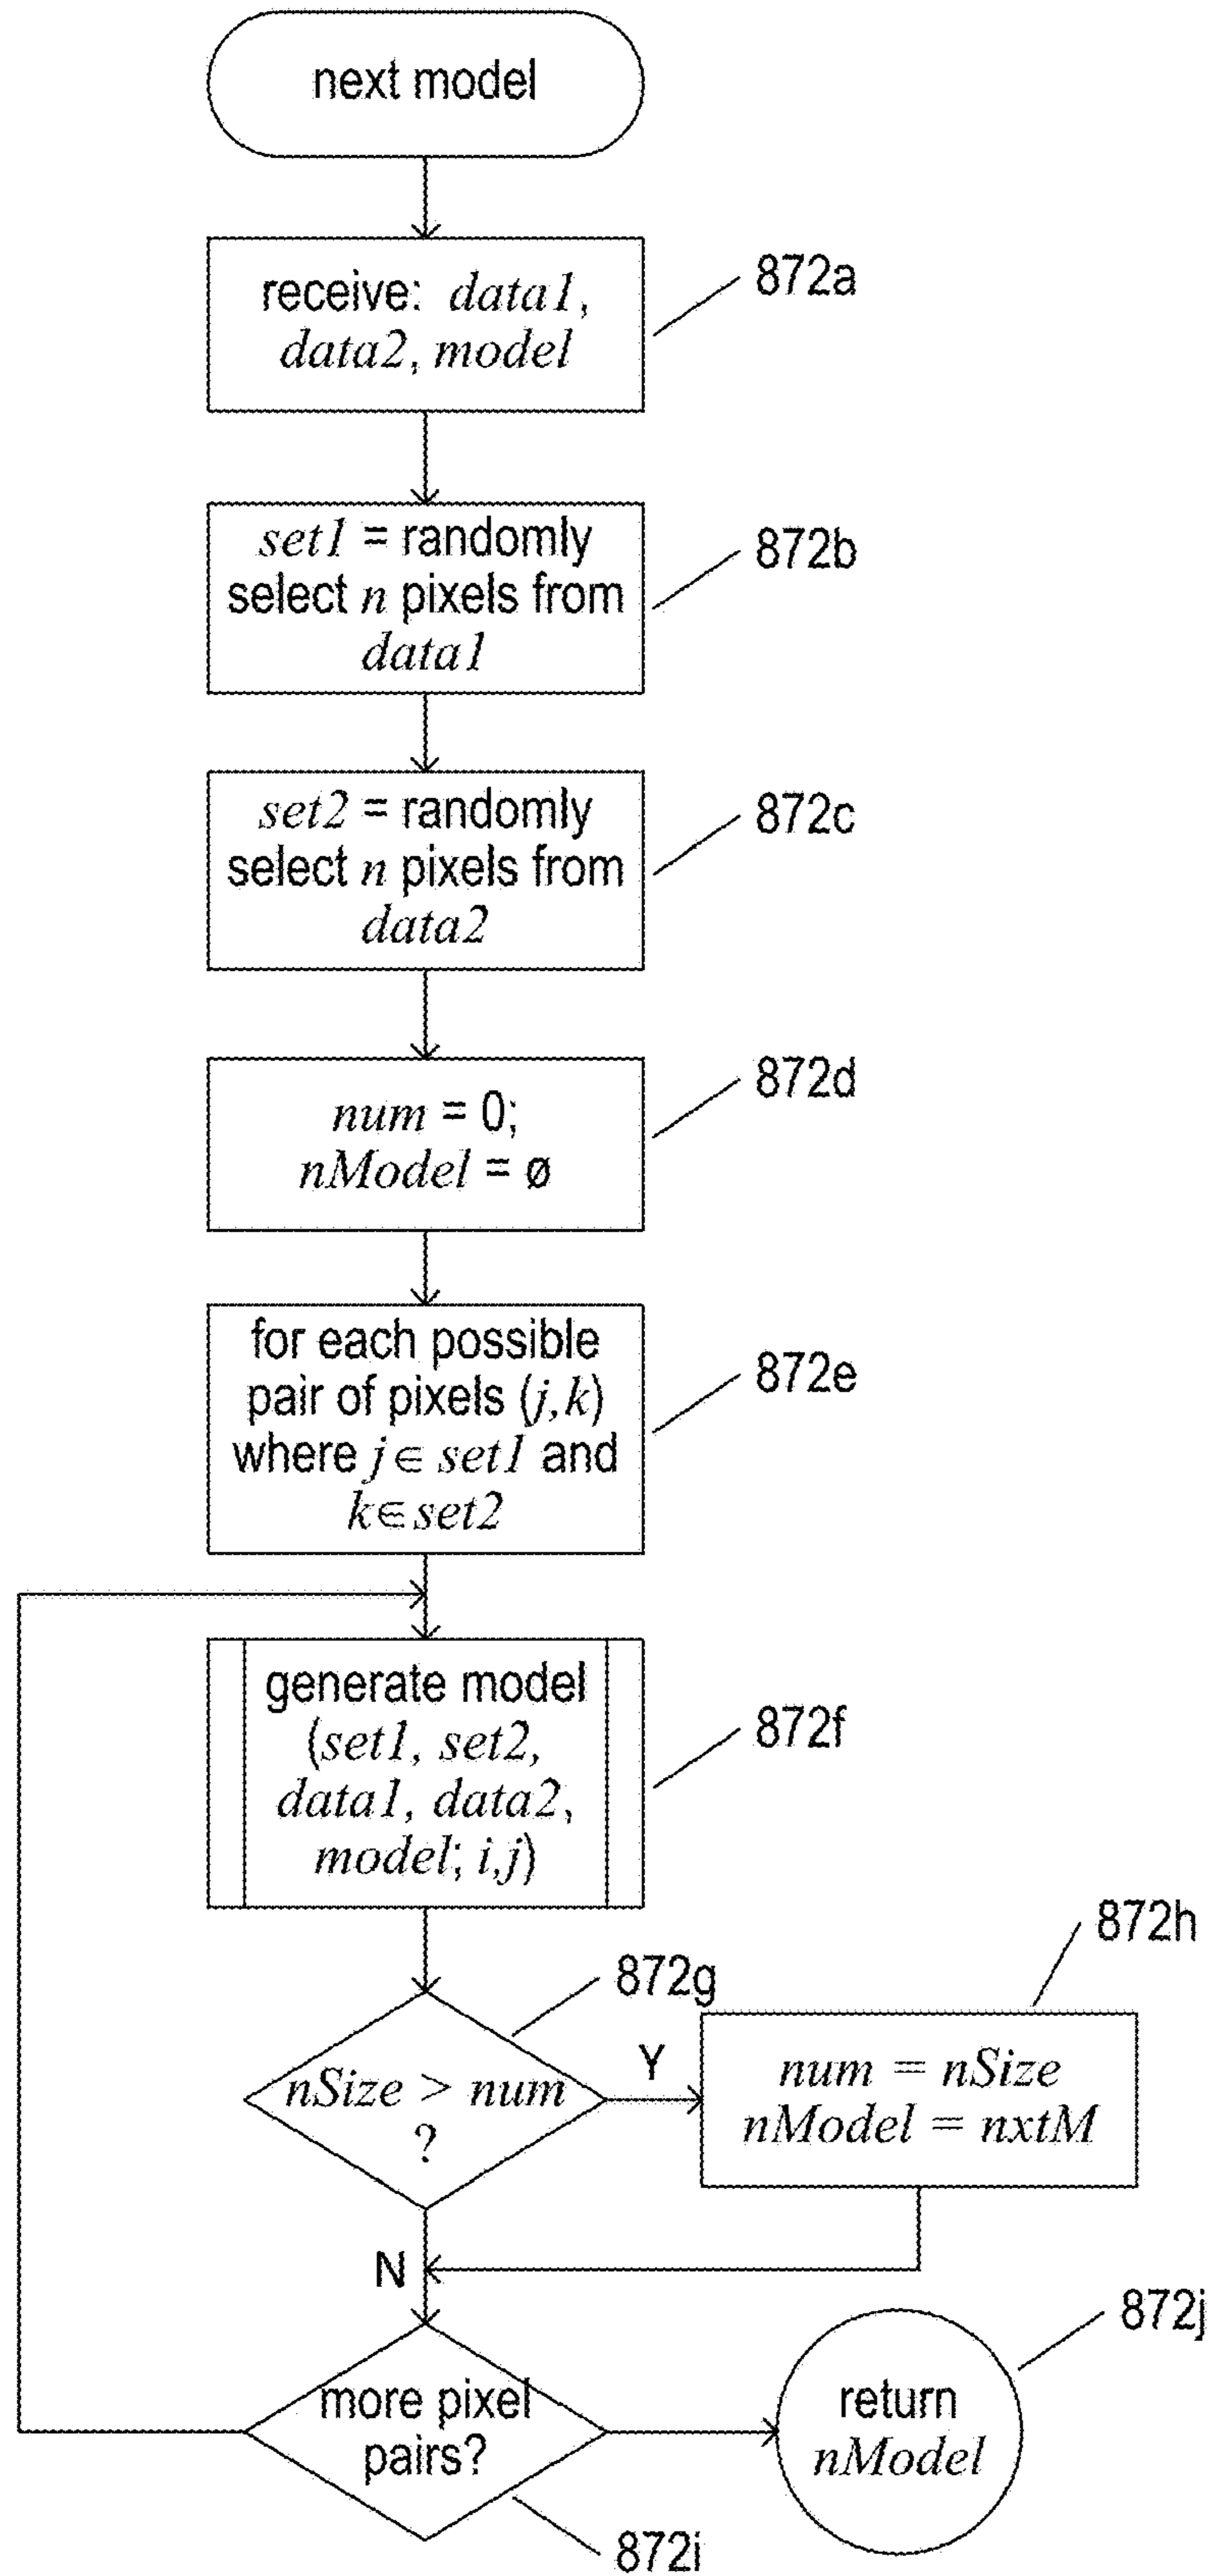 next model
receive: data1,
data2, model
872a
set1 = randomly
select n pixels from
data1
872b
set2 = randomly
select n pixels from
data2
872c
num = 0;
nModel = ø
872d
for each possible
pair of pixels (j,k)
where j∈set1 and
k∈set2
872e
generate model
(set1, set2,
data1, data2,
model; i,j)
872f
nSize > num
?
872g
Y
num = nSize
nModel = nxtM
872h
N
more pixel
pairs?
872i
return
nModel
872j